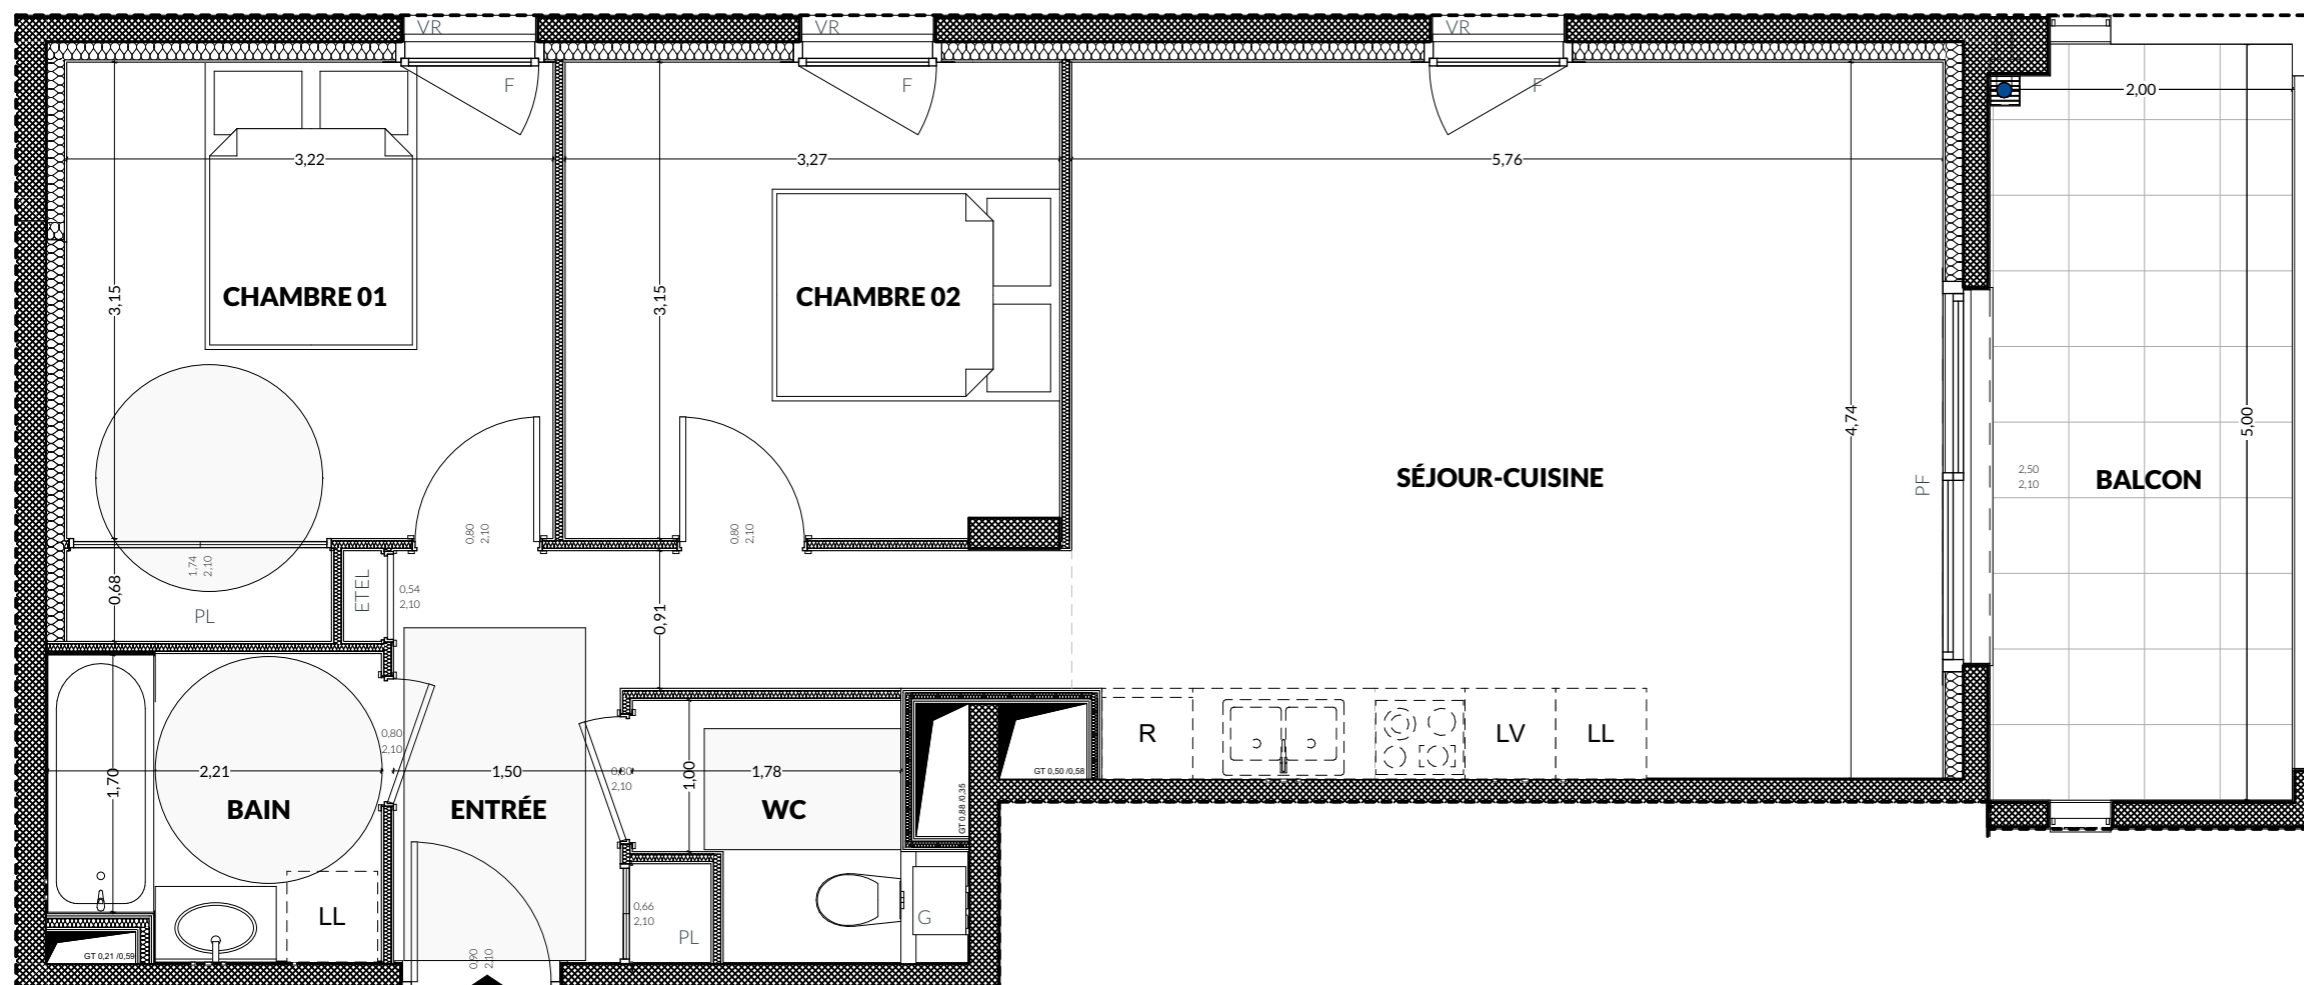 VR
VR
VR
F
F
F
2,00
3,22
3,27
5,76
CHAMBRE 01
3,15
CHAMBRE 02
3,15
4,74
5,00
SÉJOUR-CUISINE
PF
2,50
2,10
BALCON
0,80
2,10
0,80
2,10
1,74
2,10
0,68
PL
ETEL
0,54
2,10
0,91
0,80
2,10
2,21
1,70
BAIN
1,50
ENTRÉE
0,80
2,10
1,00
1,78
WC
R
LV
LL
GT 0,50 /0,58
GT 0,88 /0,35
LL
0,66
2,10
PL
G
GT 0,21 /0,59
0,90
2,10